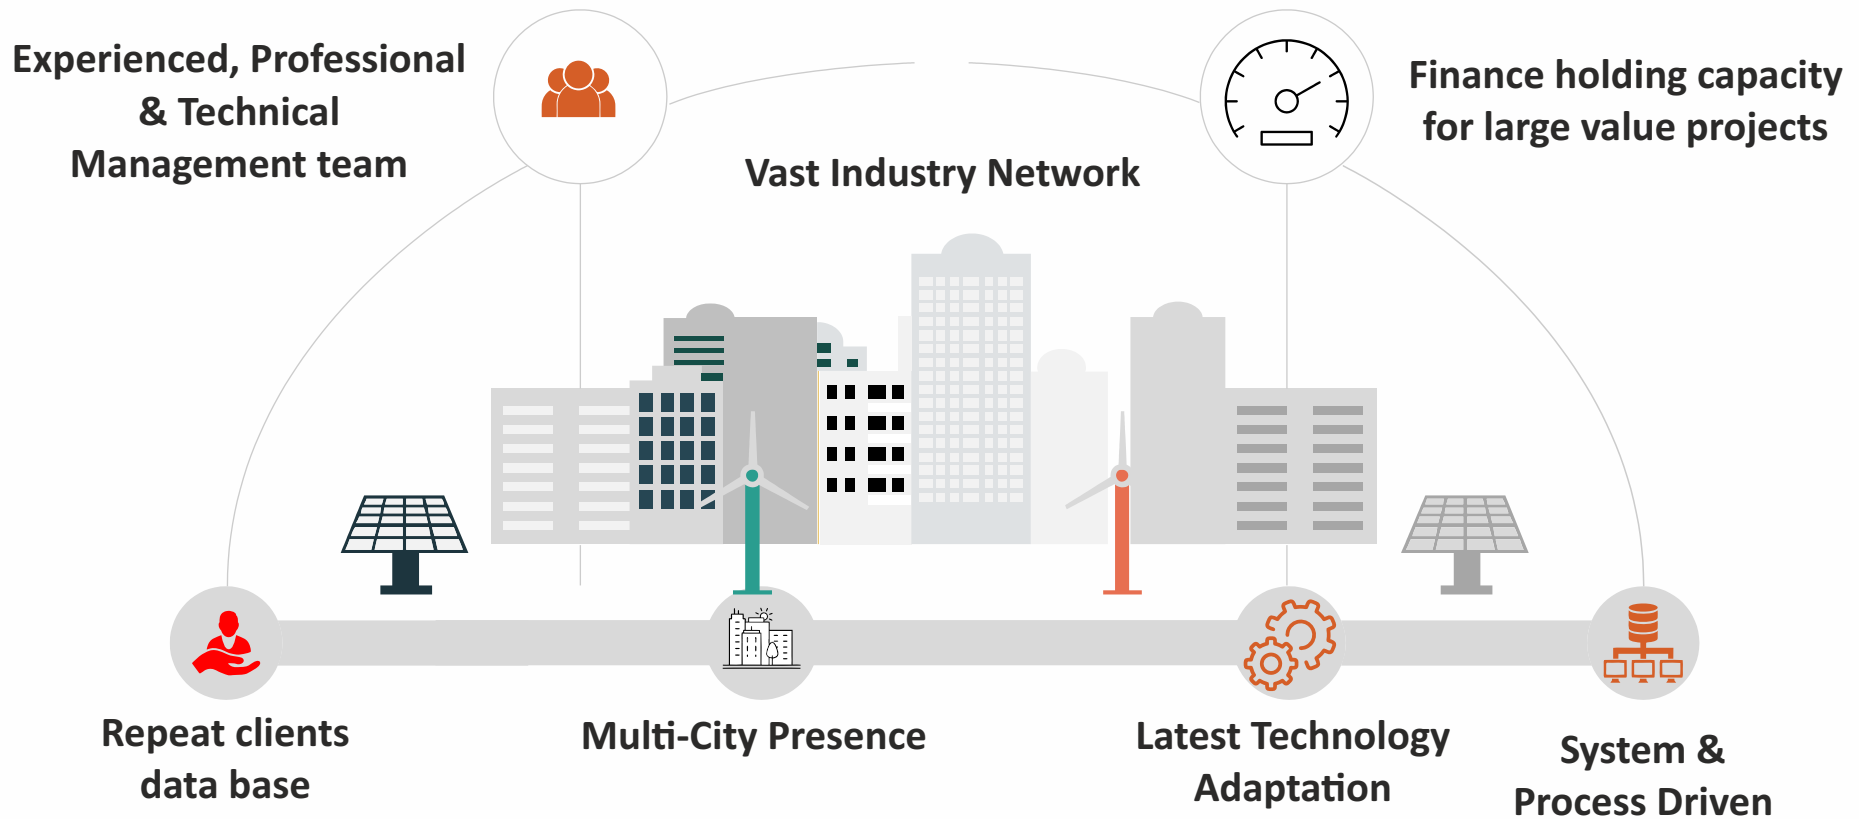 Experienced, Professional
& Technical
Management team
Vast Industry Network
Finance holding capacity
for large value projects
Repeat clients
data base
Multi-City Presence
Latest Technology
Adaptation
System &
Process Driven